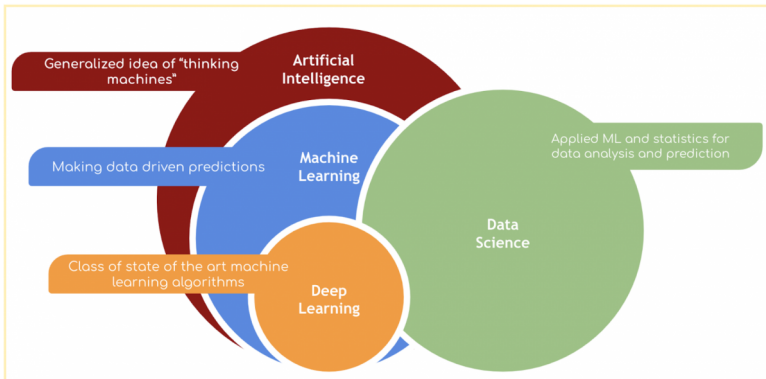 Generalized idea of “thinking
machines”
Artificial
Intelligence
Making data driven predictions
Machine
Learning
Applied ML and statistics for
data analysis and prediction
Data
Science
Class of state of the art machine
learning algorithms
Deep
Learning